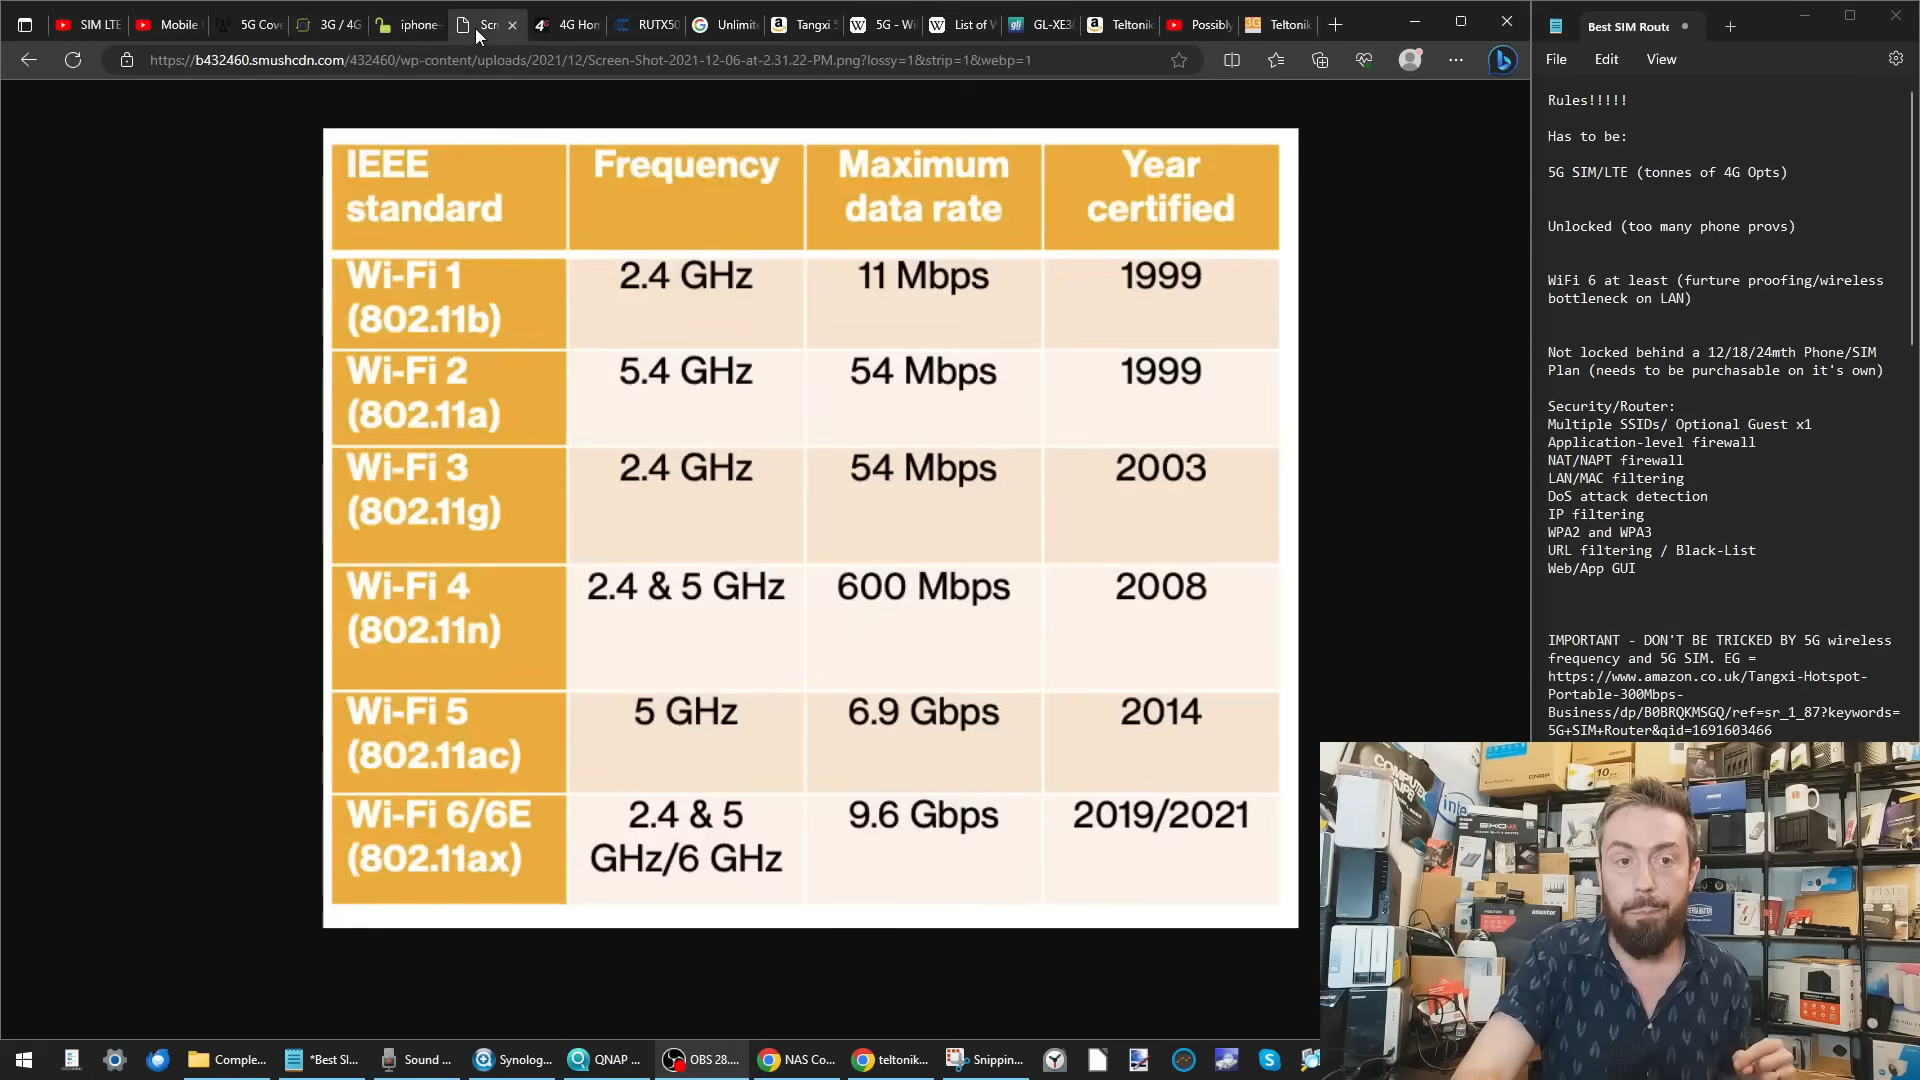 Scr
SIM LTE
Mobile
5G Cov
3G / 4G
iphone-
4G Hon
RUTX50
Unlimit
Tangxi 5
5G - Wi
List of W
GL-XE30
Teltonik
Possibly
Teltonik
https://b432460.smushcdn.com/432460/wp-content/uploads/2021/12/Screen-Shot-2021-12-06-at-2.31.22-PM.png?lossy=1&strip=1&webp=1
IEEE standard Frequency Maximum data rate Year certified
Wi-Fi 1 (802.11b) 2.4 GHz 11 Mbps 1999
Wi-Fi 2 (802.11a) 5.4 GHz 54 Mbps 1999
Wi-Fi 3 (802.11g) 2.4 GHz 54 Mbps 2003
Wi-Fi 4 (802.11n) 2.4 & 5 GHz 600 Mbps 2008
Wi-Fi 5 (802.11ac) 5 GHz 6.9 Gbps 2014
Wi-Fi 6/6E (802.11ax) 2.4 & 5 GHz/6 GHz 9.6 Gbps 2019/2021
Best SIM Route
File Edit View
Rules!!!!!
Has to be:
5G SIM/LTE (tonnes of 4G Opts)
Unlocked (too many phone provs)
WiFi 6 at least (furture proofing/wireless
bottleneck on LAN)
Not locked behind a 12/18/24mth Phone/SIM
Plan (needs to be purchasable on it's own)
Security/Router:
Multiple SSIDs/ Optional Guest x1
Application-level firewall
NAT/NAPT firewall
LAN/MAC filtering
DoS attack detection
IP filtering
WPA2 and WPA3
URL filtering / Black-List
Web/App GUI
IMPORTANT - DON'T BE TRICKED BY 5G wireless
frequency and 5G SIM. EG =
https://www.amazon.co.uk/Tangxi-Hotspot-
Portable-300Mbps-
Business/dp/B0BRQKMSGQ/ref=sr_1_87?keywords=
5G+SIM+Router&qid=1691603466
COMPUTEX
intel
QNAP
asustor
Comple...
*Best SI...
Sound ...
Synolog...
QNAP ...
OBS 28....
NAS Co...
teltonik...
Snippin...